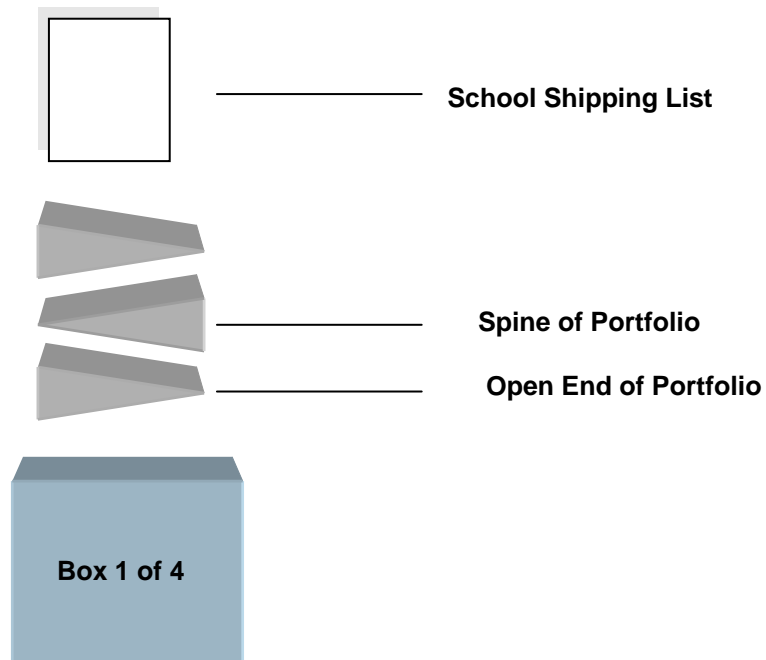 School Shipping List
Spine of Portfolio
Open End of Portfolio
Box 1 of 4